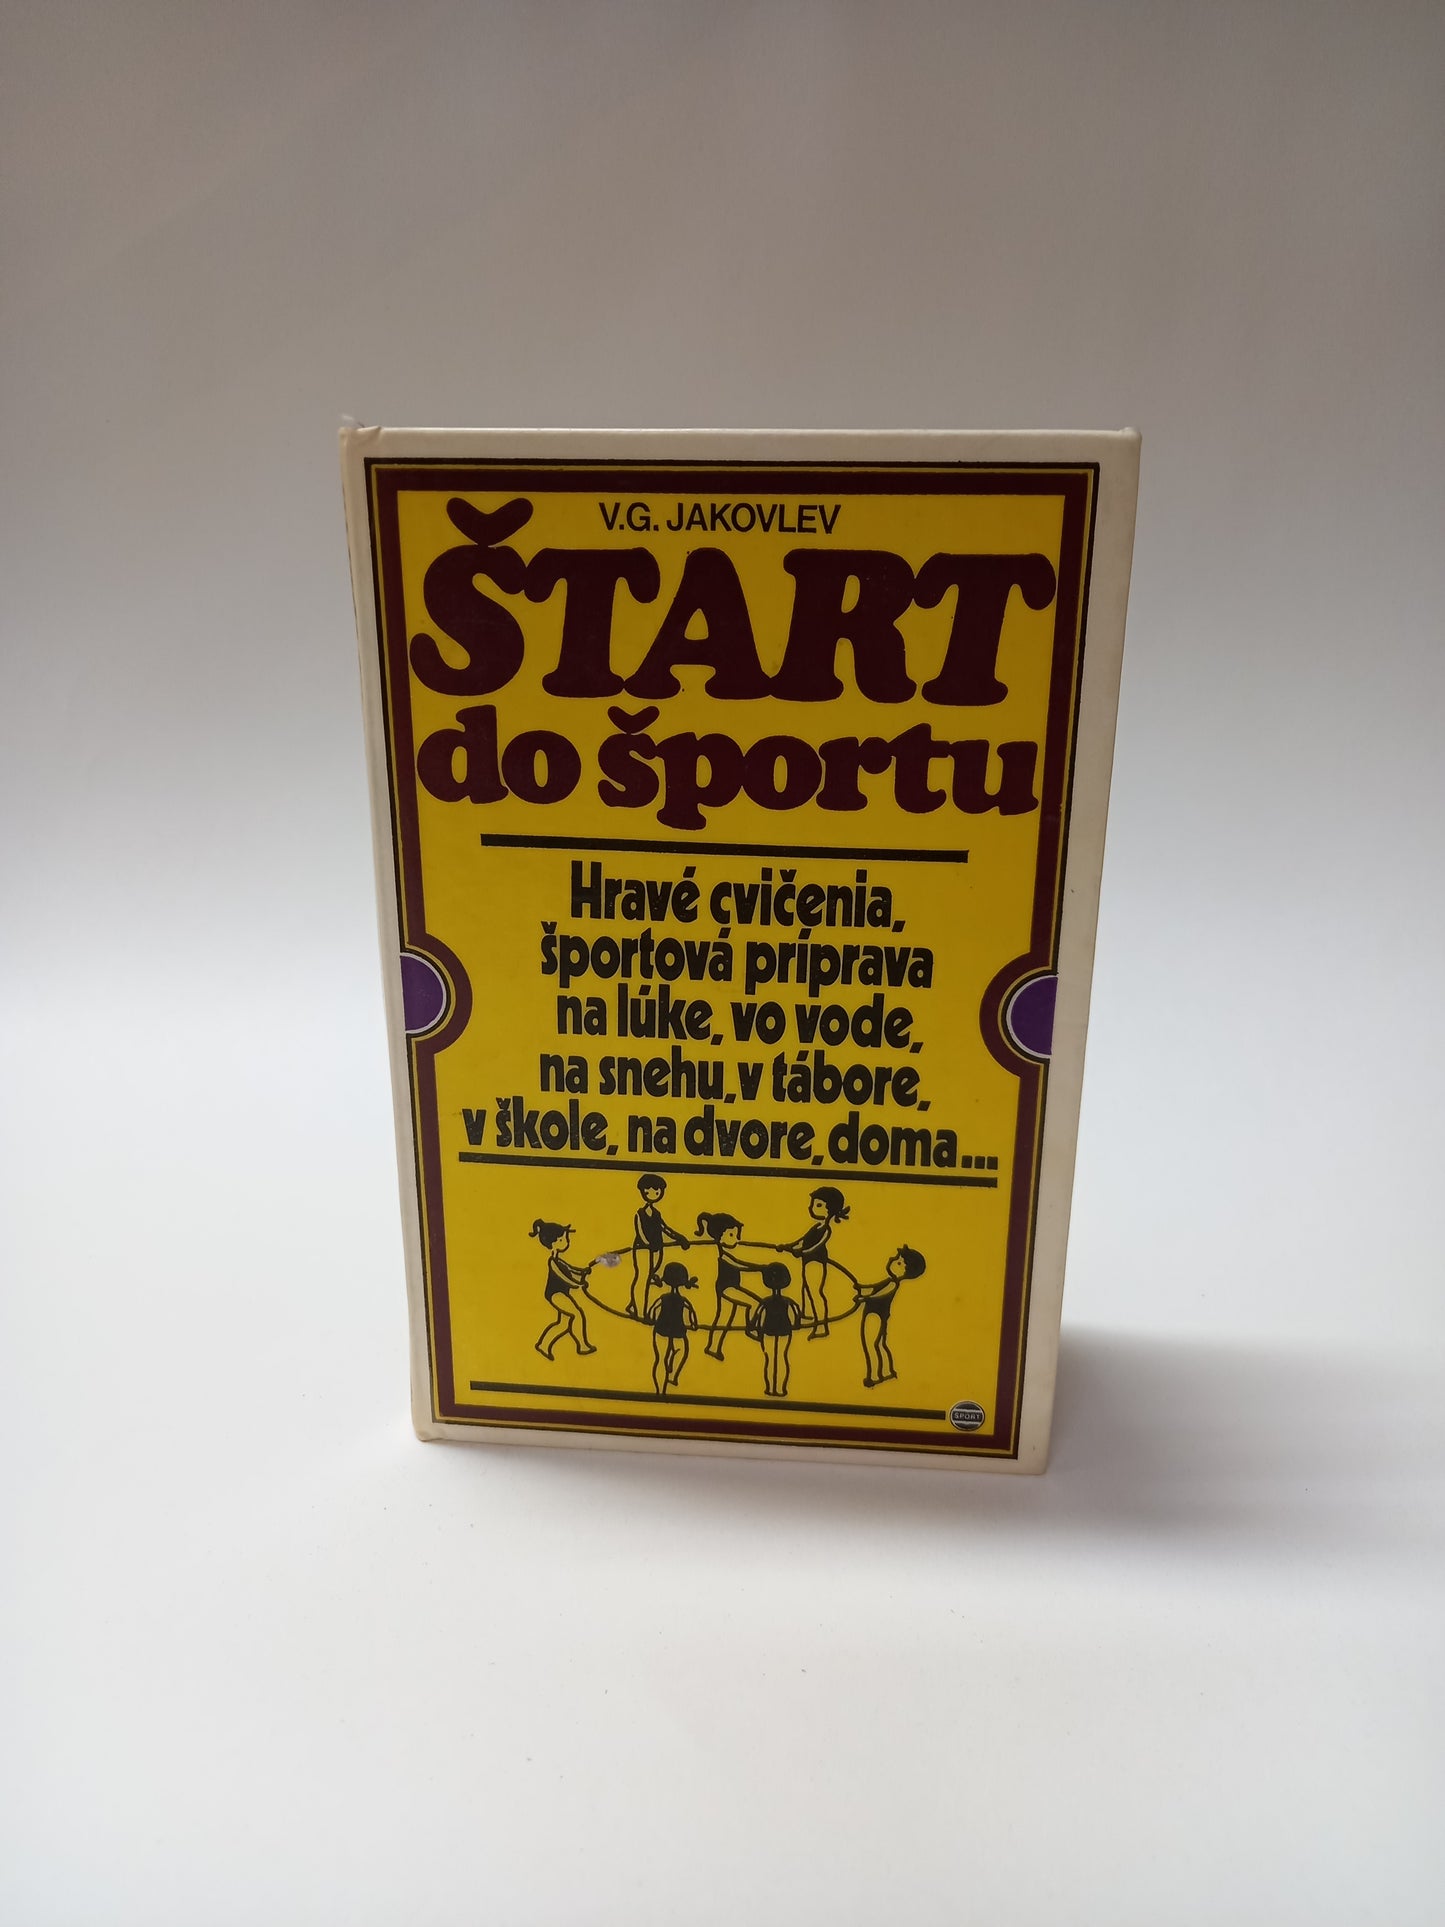 V.G. JAKOVLEV
ŠTART
do športu
Hravé cvičenia,
športová príprava
na lúke, vo vode,
na snehu, v tábore,
v škole, na dvore, doma...
SPORT